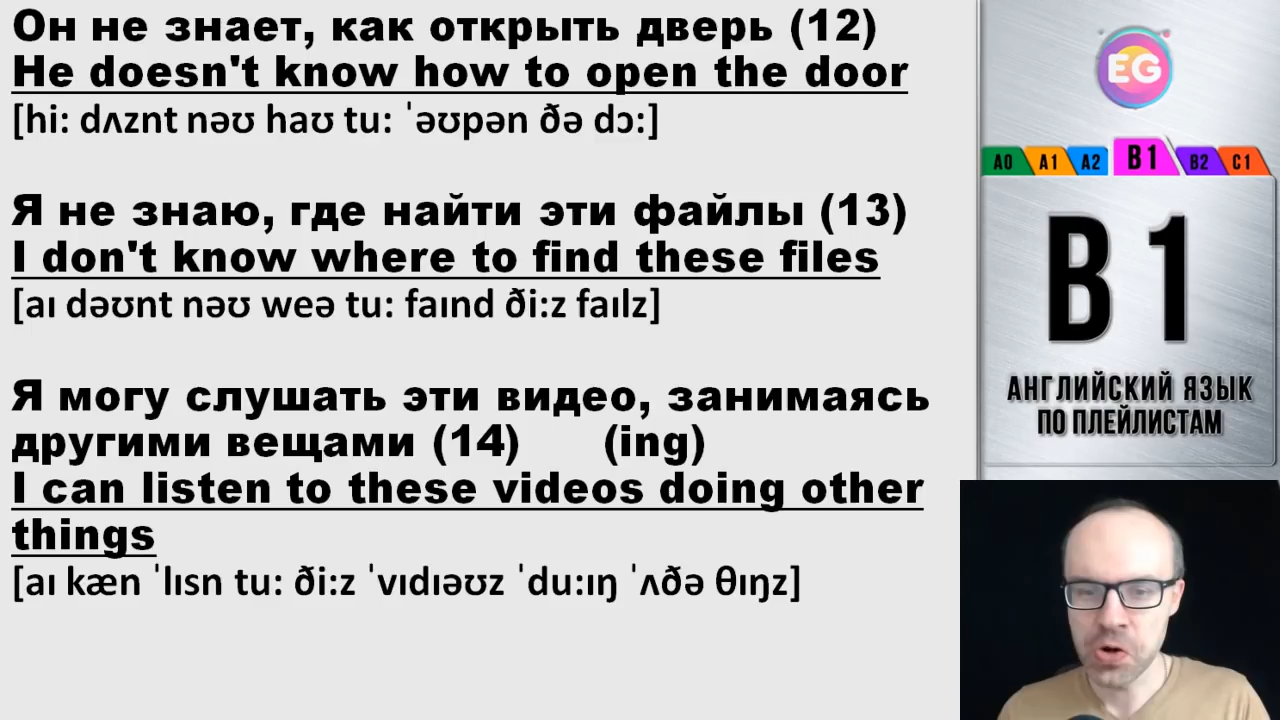 Он не знает, как открыть дверь (12)
He doesn't know how to open the door
[hi: dʌznt nəʊ haʊ tu: ˈəʊpən ðə dɔ:]
Я не знаю, где найти эти файлы (13)
I don't know where to find these files
[aɪ dəʊnt nəʊ weə tu: faɪnd ði:z faɪlz]
Я могу слушать эти видео, занимаясь
другими вещами (14) (ing)
I can listen to these videos doing other
things
[aɪ kæn ˈlɪsn tu: ði:z ˈvɪdɪəʊz ˈdu:ɪŋ ˈʌðə θɪŋz]
EG
A0 A1 A2 B1 B2 C1
B1
АНГЛИЙСКИЙ ЯЗЫК
ПО ПЛЕЙЛИСТАМ